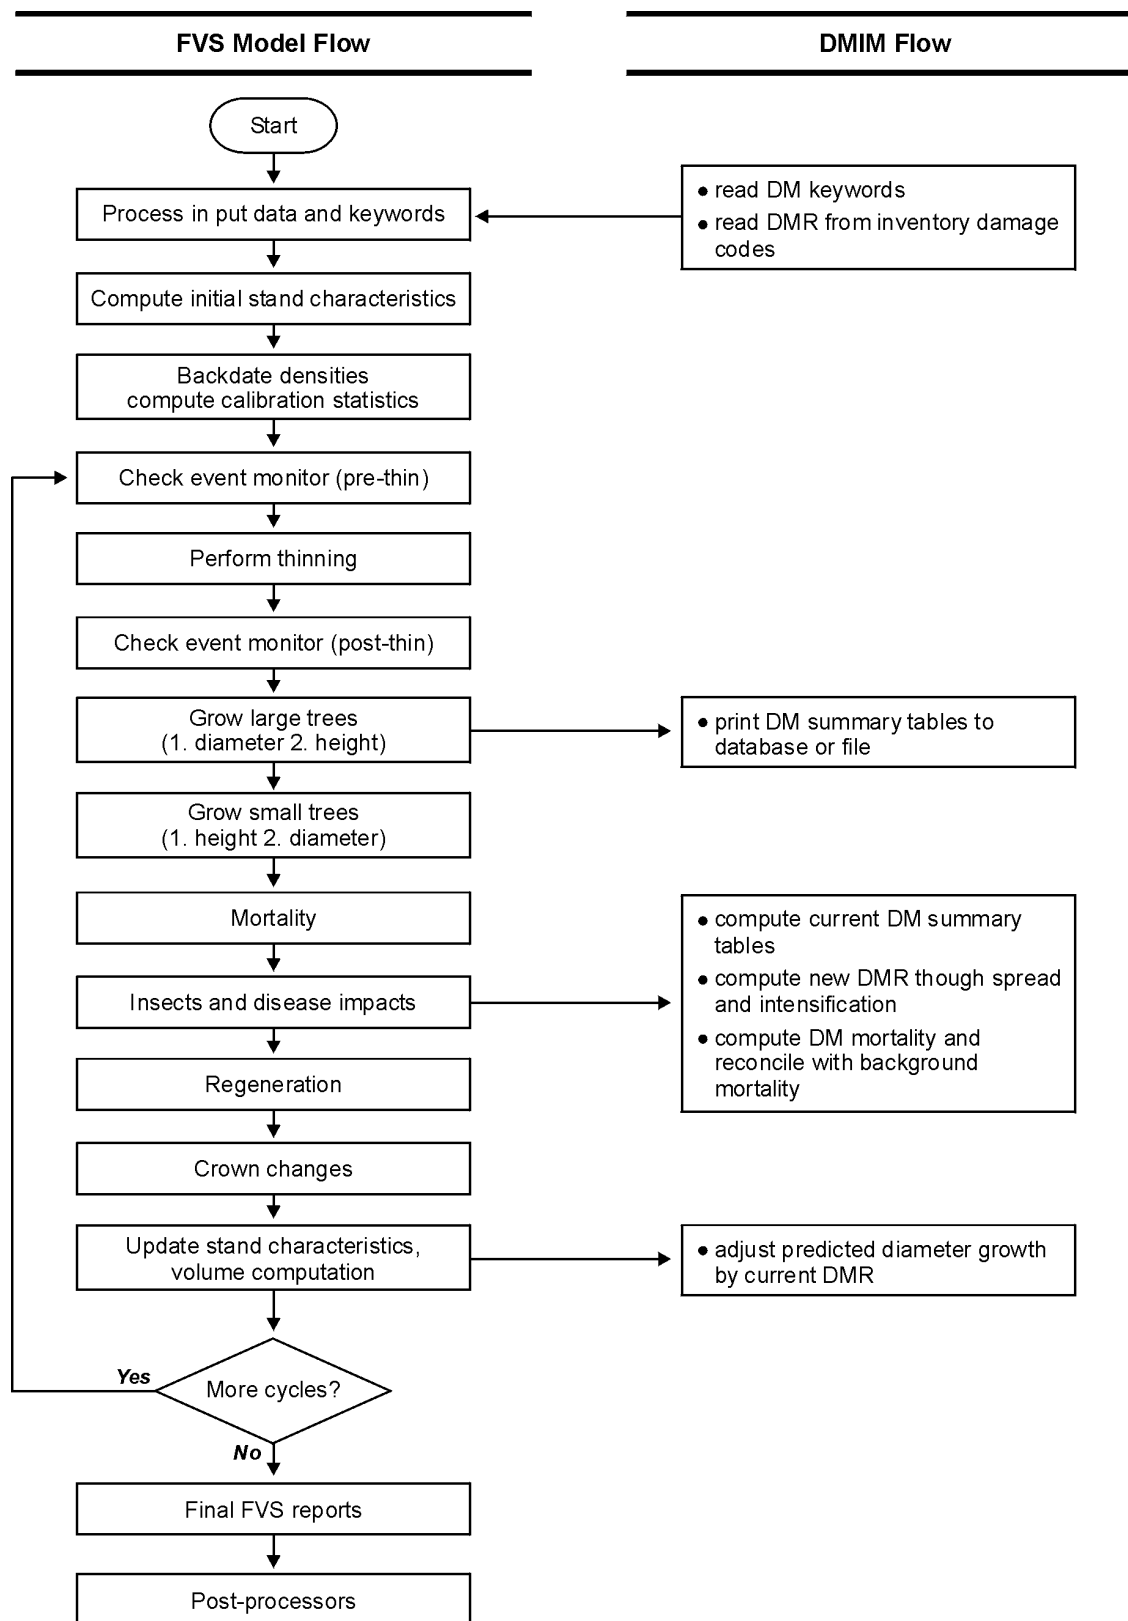 FVS Model Flow
DMIM Flow
Start
Process in put data and keywords
• read DM keywords
• read DMR from inventory damage
codes
Compute initial stand characteristics
Backdate densities
compute calibration statistics
Check event monitor (pre-thin)
Perform thinning
Check event monitor (post-thin)
Grow large trees
(1. diameter 2. height)
• print DM summary tables to
database or file
Grow small trees
(1. height 2. diameter)
Mortality
Insects and disease impacts
• compute current DM summary
tables
• compute new DMR though spread
and intensification
• compute DM mortality and
reconcile with background
mortality
Regeneration
Crown changes
Update stand characteristics,
volume computation
• adjust predicted diameter growth
by current DMR
Yes
More cycles?
No
Final FVS reports
Post-processors